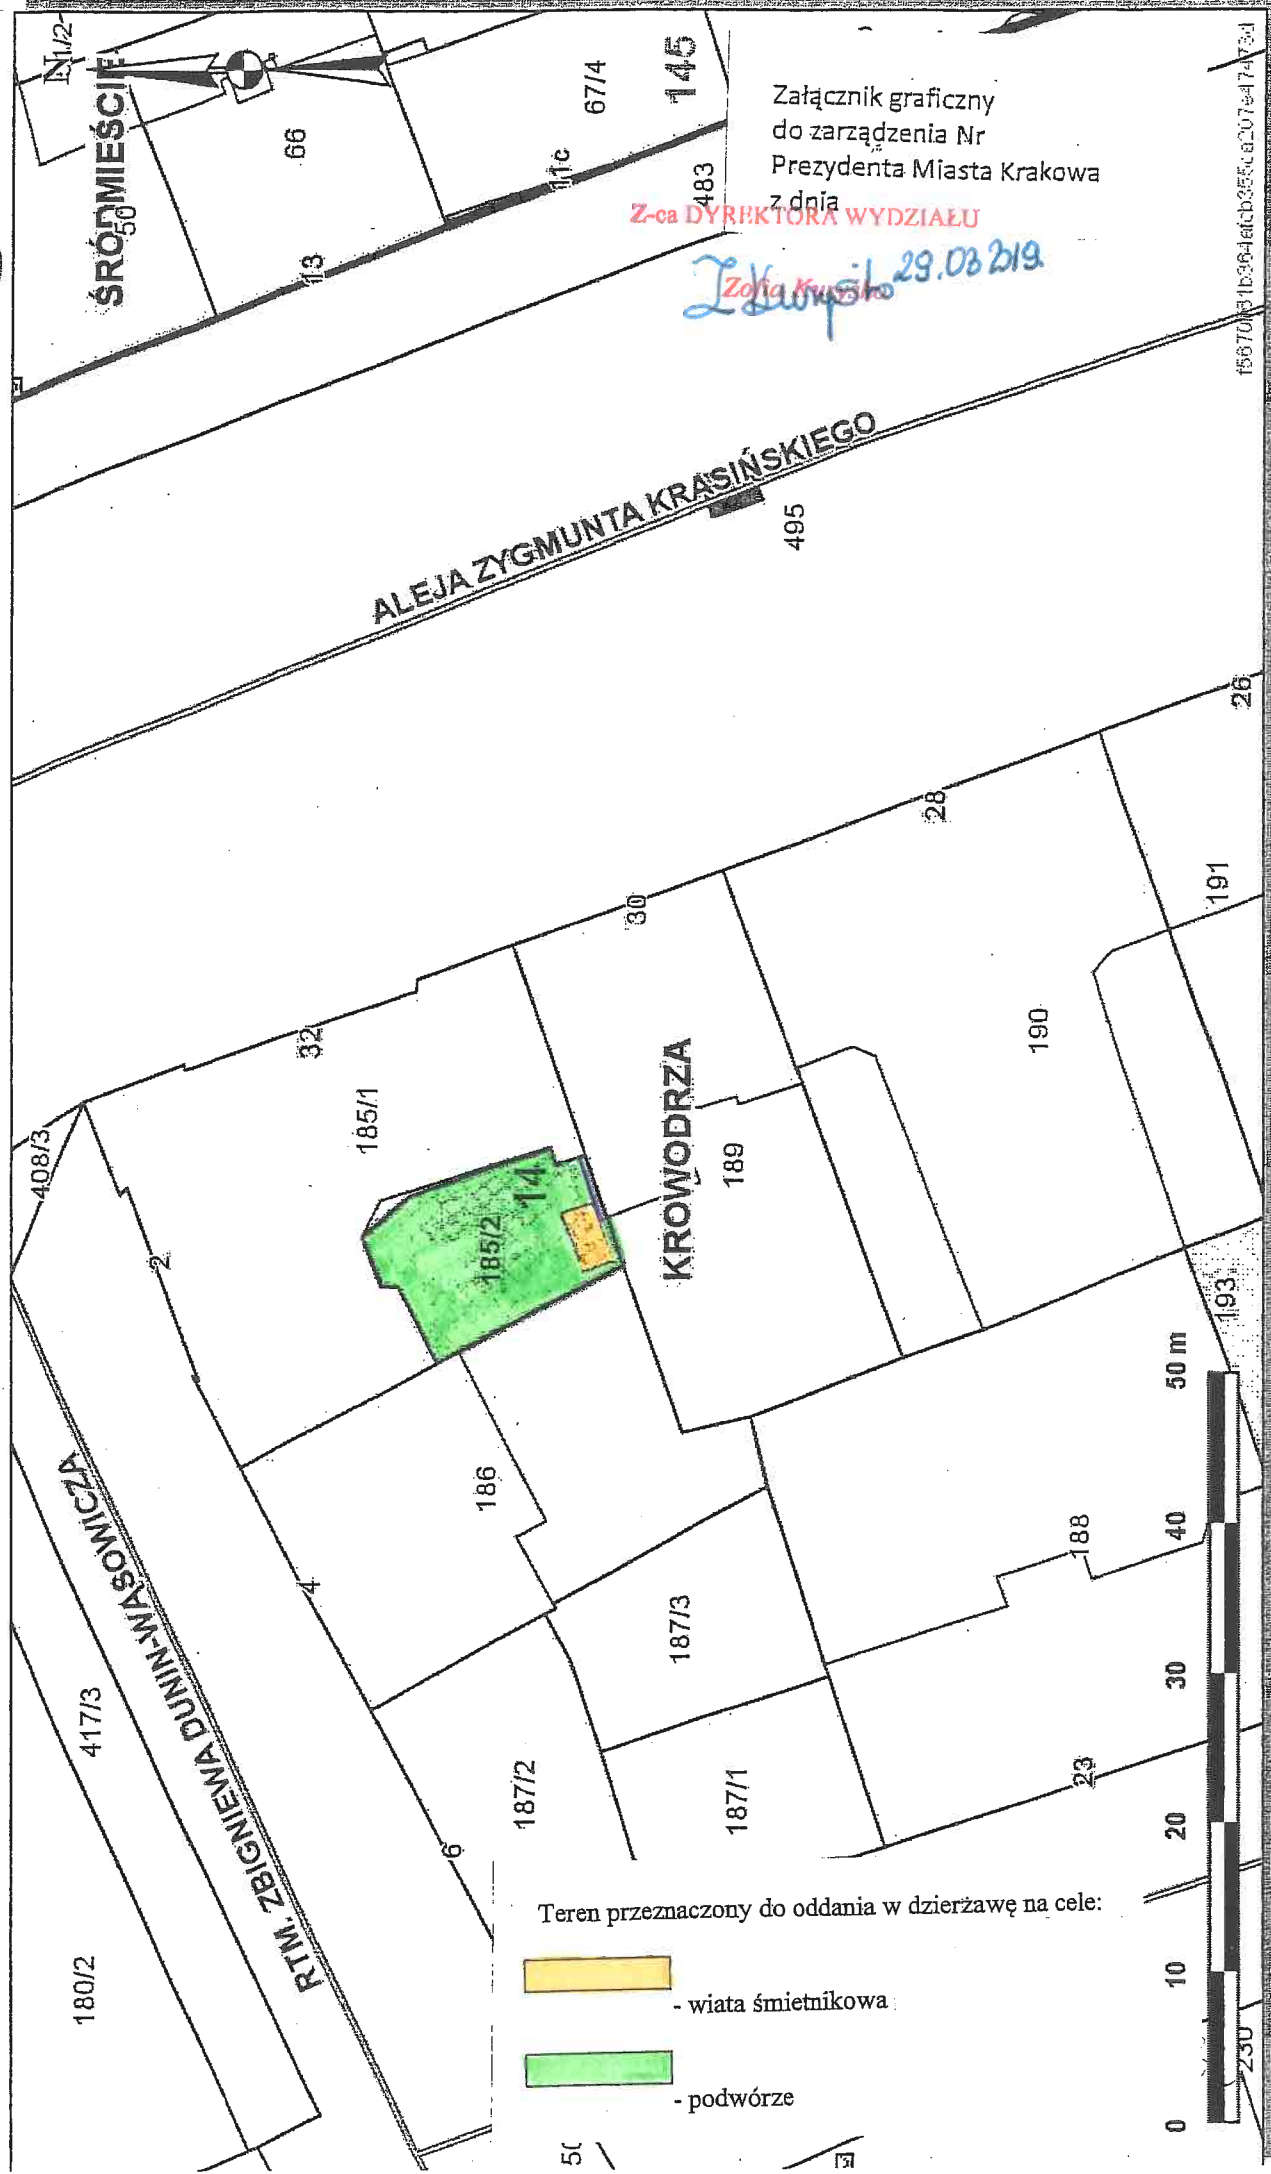 N
1/2
ŚRÓDMIEŚCIE
50
66
67/4
145
13
11c
483
Załącznik graficzny
do zarządzenia Nr
Prezydenta Miasta Krakowa
z dnia
Z-ca DYREKTORA WYDZIAŁU
29.03 2019
ALEJA ZYGMUNTA KRASIŃSKIEGO
495
26
28
30
32
191
190
408/3
185/1
2
185/2
14
KROWODRZA
189
193
186
4
188
187/3
187/2
187/1
6
23
417/3
180/2
RTM. ZBIGNIEWA DUNIN-WĄSOWICZA
Teren przeznaczony do oddania w dzierżawę na cele:
- wiata śmietnikowa
- podwórze
0 10 20 30 40 50 m
230